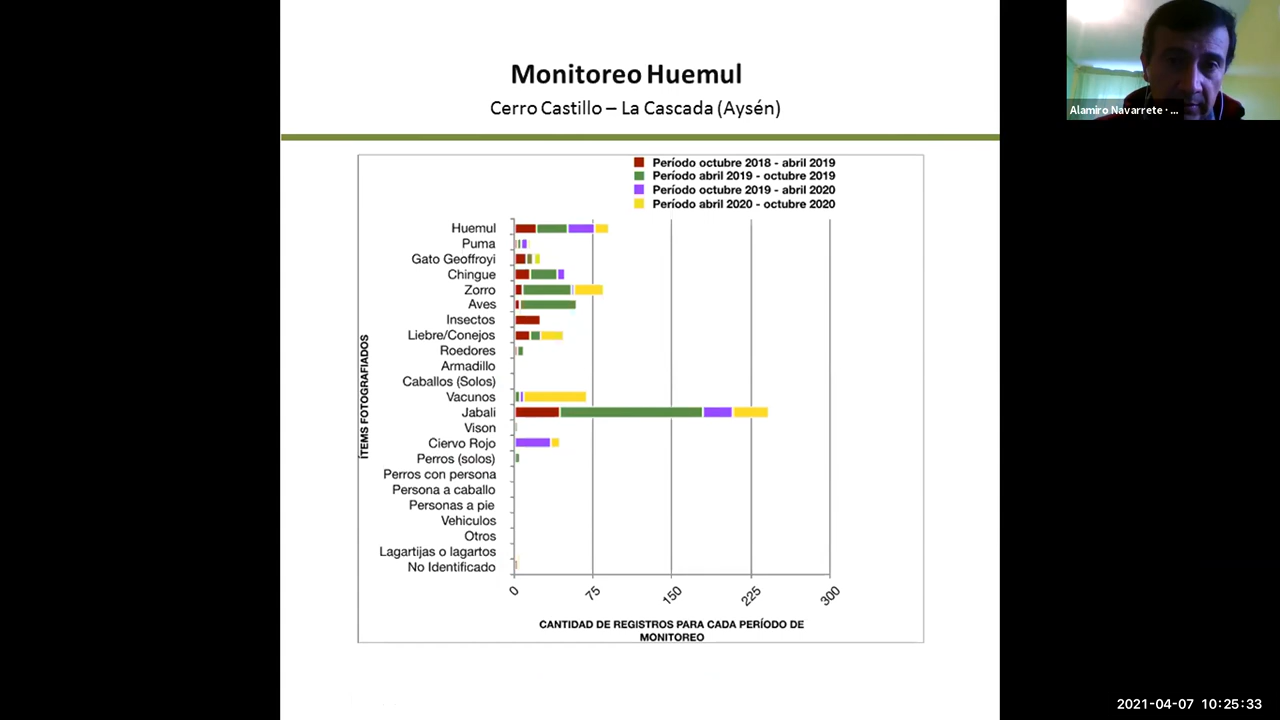 Monitoreo Huemul
Cerro Castillo – La Cascada (Aysén)
Alamiro Navarrete · ...
Período octubre 2018 - abril 2019
Período abril 2019 - octubre 2019
Período octubre 2019 - abril 2020
Período abril 2020 - octubre 2020
ÍTEMS FOTOGRAFIADOS
Huemul
Puma
Gato Geoffroyi
Chingue
Zorro
Aves
Insectos
Liebre/Conejos
Roedores
Armadillo
Caballos (Solos)
Vacunos
Jabali
Vison
Ciervo Rojo
Perros (solos)
Perros con persona
Persona a caballo
Personas a pie
Vehiculos
Otros
Lagartijas o lagartos
No Identificado
0 75 150 225 300
CANTIDAD DE REGISTROS PARA CADA PERÍODO DE
MONITOREO
2021-04-07 10:25:33